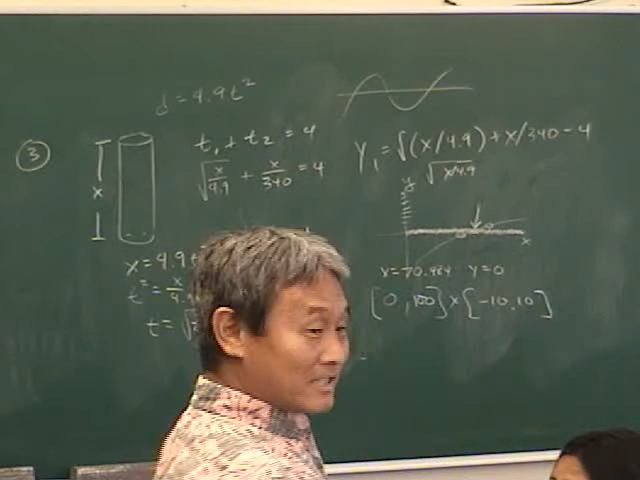 d = 4.9t²
③
x
t₁ + t₂ = 4
√(x/4.9) + x/340 = 4
x = 4.9t
t² = x/4.9
t = √
Y₁ = √(x/4.9) + x/340 - 4
√x/4.9
y
x
x=70.464 y=0
[0,100] x [-10,10]